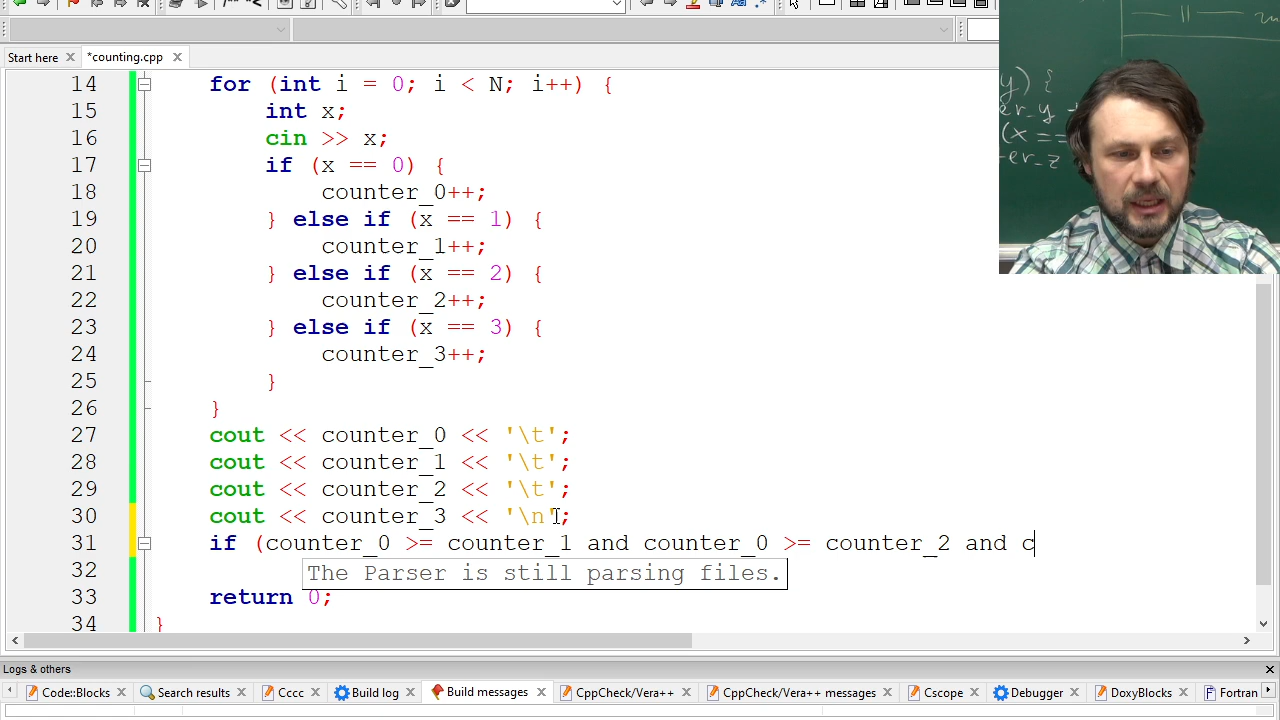 Start here
*counting.cpp
14 for (int i = 0; i < N; i++) {
15 int x;
16 cin >> x;
17 if (x == 0) {
18 counter_0++;
19 } else if (x == 1) {
20 counter_1++;
21 } else if (x == 2) {
22 counter_2++;
23 } else if (x == 3) {
24 counter_3++;
25 }
26 }
27 cout << counter_0 << '\t';
28 cout << counter_1 << '\t';
29 cout << counter_2 << '\t';
30 cout << counter_3 << '\n';
31 if (counter_0 >= counter_1 and counter_0 >= counter_2 and c
The Parser is still parsing files.
32
33 return 0;
34 }
y) {
(x ==
er_z
Logs & others
Code::Blocks
Search results
Cccc
Build log
Build messages
CppCheck/Vera++
CppCheck/Vera++ messages
Cscope
Debugger
DoxyBlocks
Fortran